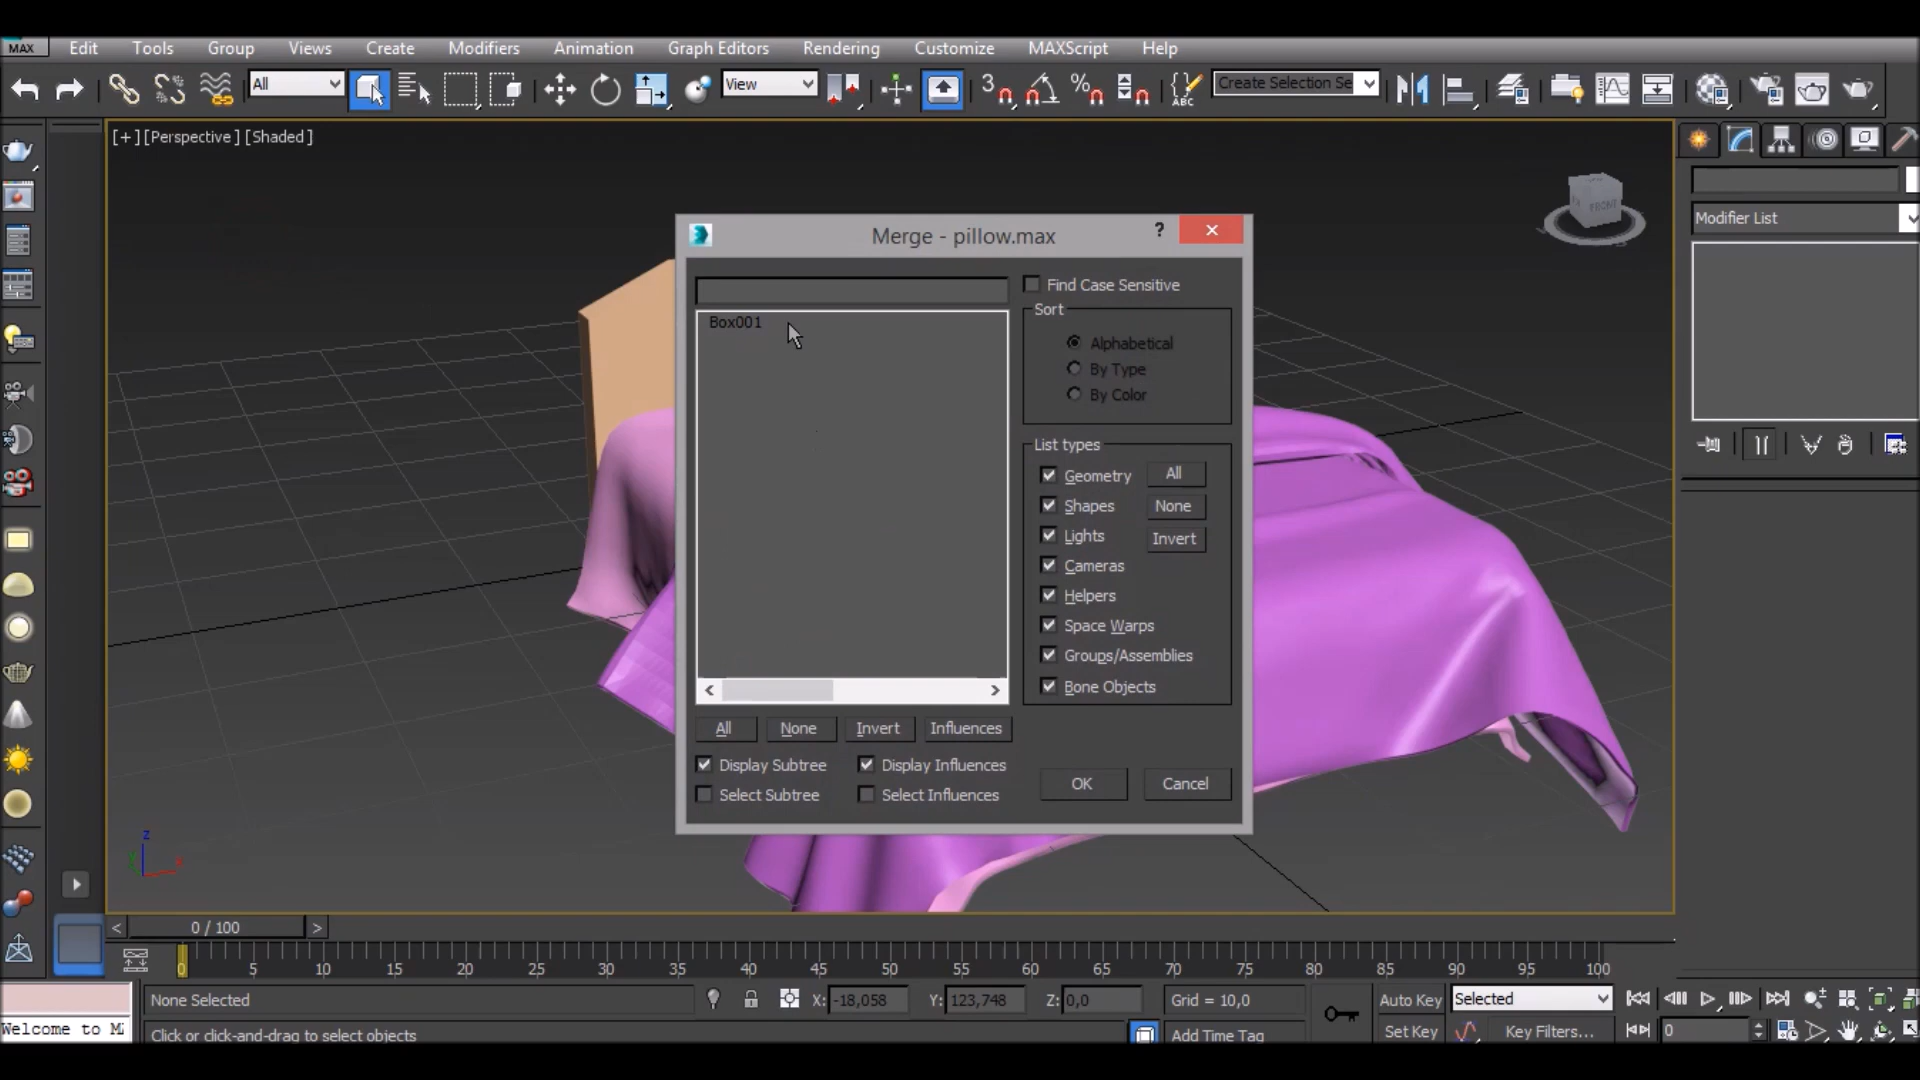 MAX Edit Tools Group Views Create Modifiers Animation Graph Editors Rendering Customize MAXScript Help
All View Create Selection Se
[+][Perspective][Shaded]
Modifier List
Merge - pillow.max ?
Find Case Sensitive
Box001
Sort
Alphabetical
By Type
By Color
List types
Geometry All
Shapes None
Lights Invert
Cameras
Helpers
Space Warps
Groups/Assemblies
Bone Objects
All None Invert Influences
Display Subtree Display Influences
Select Subtree Select Influences
OK Cancel
FRONT
z
x
< 0 / 100 >
0 5 10 15 20 25 30 35 40 45 50 55 60 65 70 75 80 85 90 95 100
None Selected X: -18,058 Y: 123,748 Z: 0,0 Grid = 10,0 Auto Key Selected
Welcome to Click or click-and-drag to select objects Add Time Tag Set Key Key Filters... 0